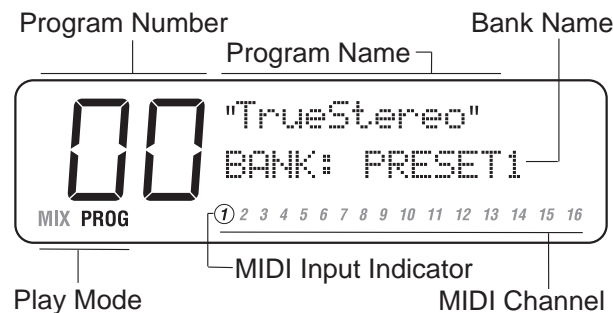 Program Number
Bank Name
Program Name
00
"TrueStereo"
BANK: PRESET1
MIX PROG
1 2 3 4 5 6 7 8 9 10 11 12 13 14 15 16
MIDI Input Indicator
Play Mode
MIDI Channel